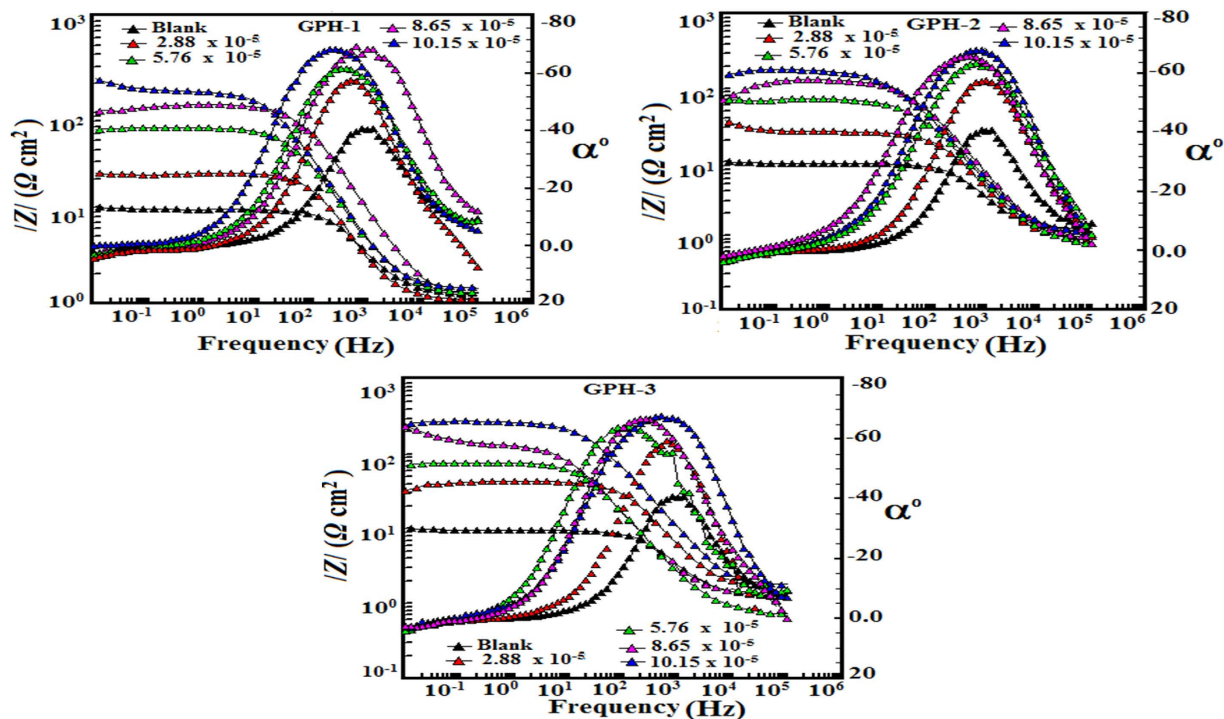 Blank GPH-1 8.65 x 10-5
2.88 x 10-5 10.15 x 10-5
5.76 x 10-5
/Z/ (Ω cm2)
103
102
101
100
-80
-60
-40
-20
0.0
20
αo
10-1 100 101 102 103 104 105 106
Frequency (Hz)
Blank GPH-2 8.65 x 10-5
2.88 x 10-5 10.15 x 10-5
5.76 x 10-5
/Z/ (Ω cm2)
103
102
101
100
10-1
-80
-60
-40
-20
0.0
20
αo
10-1 100 101 102 103 104 105 106
Frequency (Hz)
GPH-3
/Z/ (Ω cm2)
103
102
101
100
10-1
-80
-60
-40
-20
0.0
20
αo
5.76 x 10-5
Blank 8.65 x 10-5
2.88 x 10-5 10.15 x 10-5
10-1 100 101 102 103 104 105 106
Frequency (Hz)